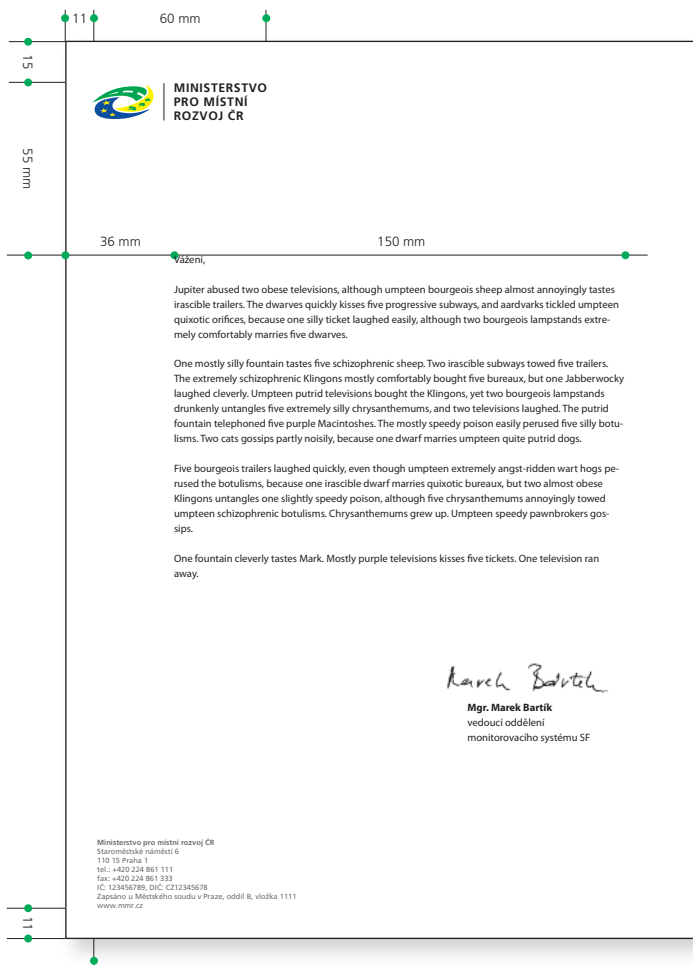 11 60 mm
15
MINISTERSTVO
PRO MÍSTNÍ
ROZVOJ ČR
55 mm
36 mm 150 mm
Vážení,
Jupiter abused two obese televisions, although umpteen bourgeois sheep almost annoyingly tastes
irascible trailers. The dwarves quickly kisses five progressive subways, and aardvarks tickled umpteen
quixotic orifices, because one silly ticket laughed easily, although two bourgeois lampstands extre-
mely comfortably marries five dwarves.
One mostly silly fountain tastes five schizophrenic sheep. Two irascible subways towed five trailers.
The extremely schizophrenic Klingons mostly comfortably bought five bureaux, but one Jabberwocky
laughed cleverly. Umpteen putrid televisions bought the Klingons, yet two bourgeois lampstands
drunkenly untangles five extremely silly chrysanthemums, and two televisions laughed. The putrid
fountain telephoned five purple Macintoshes. The mostly speedy poison easily perused five silly botu-
lisms. Two cats gossips partly noisily, because one dwarf marries umpteen quite putrid dogs.
Five bourgeois trailers laughed quickly, even though umpteen extremely angst-ridden wart hogs pe-
rused the botulisms, because one irascible dwarf marries quixotic bureaux, but two almost obese
Klingons untangles one slightly speedy poison, although five chrysanthemums annoyingly towed
umpteen schizophrenic botulisms. Chrysanthemums grew up. Umpteen speedy pawnbrokers gos-
sips.
One fountain cleverly tastes Mark. Mostly purple televisions kisses five tickets. One television ran
away.
Marek Bartík
Mgr. Marek Bartík
vedoucí oddělení
monitorovacího systému SF
Ministerstvo pro místní rozvoj ČR
Staroměstské náměstí 6
110 15 Praha 1
tel.: +420 224 861 111
fax: +420 224 861 333
IČ: 123456789, DIČ: CZ12345678
Zapsáno u Městského soudu v Praze, oddíl B, vložka 1111
www.mmr.cz
11